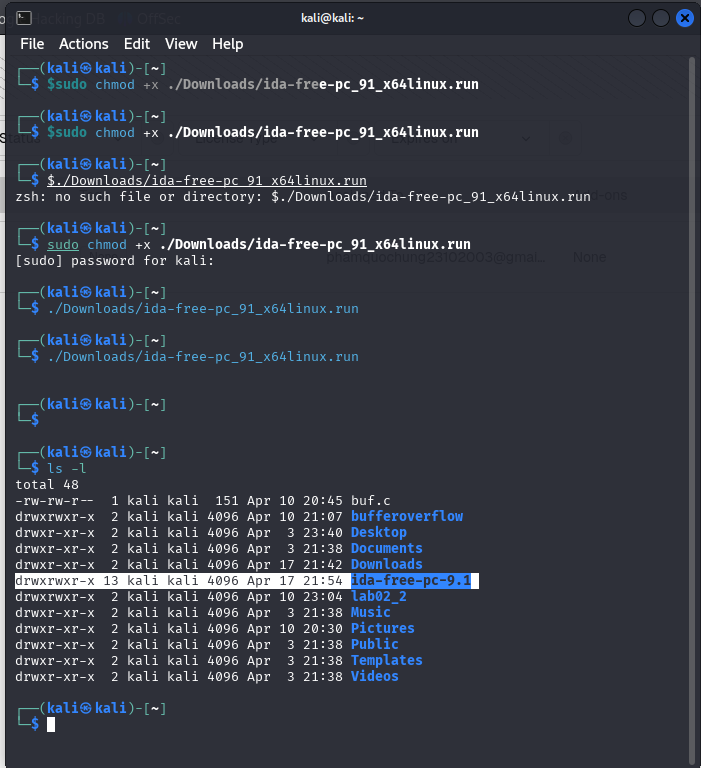 Hacking DB OffSec
kali@kali: ~
File Actions Edit View Help
┌──(kali㉿kali)-[~]
└─$ $sudo chmod +x ./Downloads/ida-free-pc_91_x64linux.run
┌──(kali㉿kali)-[~]
└─$ $sudo chmod +x ./Downloads/ida-free-pc_91_x64linux.run
┌──(kali㉿kali)-[~]
└─$ $./Downloads/ida-free-pc_91_x64linux.run
zsh: no such file or directory: $./Downloads/ida-free-pc_91_x64linux.run
┌──(kali㉿kali)-[~]
└─$ sudo chmod +x ./Downloads/ida-free-pc_91_x64linux.run
[sudo] password for kali:
phamquochung23102003@gmai... None
┌──(kali㉿kali)-[~]
└─$ ./Downloads/ida-free-pc_91_x64linux.run
┌──(kali㉿kali)-[~]
└─$ ./Downloads/ida-free-pc_91_x64linux.run
┌──(kali㉿kali)-[~]
└─$
┌──(kali㉿kali)-[~]
└─$ ls -l
total 48
-rw-rw-r-- 1 kali kali 151 Apr 10 20:45 buf.c
drwxrwxr-x 2 kali kali 4096 Apr 10 21:07 bufferoverflow
drwxr-xr-x 2 kali kali 4096 Apr 3 23:40 Desktop
drwxr-xr-x 2 kali kali 4096 Apr 3 21:38 Documents
drwxr-xr-x 2 kali kali 4096 Apr 17 21:42 Downloads
drwxrwxr-x 13 kali kali 4096 Apr 17 21:54 ida-free-pc-9.1
drwxrwxr-x 2 kali kali 4096 Apr 10 23:04 lab02_2
drwxr-xr-x 2 kali kali 4096 Apr 3 21:38 Music
drwxr-xr-x 2 kali kali 4096 Apr 10 20:30 Pictures
drwxr-xr-x 2 kali kali 4096 Apr 3 21:38 Public
drwxr-xr-x 2 kali kali 4096 Apr 3 21:38 Templates
drwxr-xr-x 2 kali kali 4096 Apr 3 21:38 Videos
┌──(kali㉿kali)-[~]
└─$